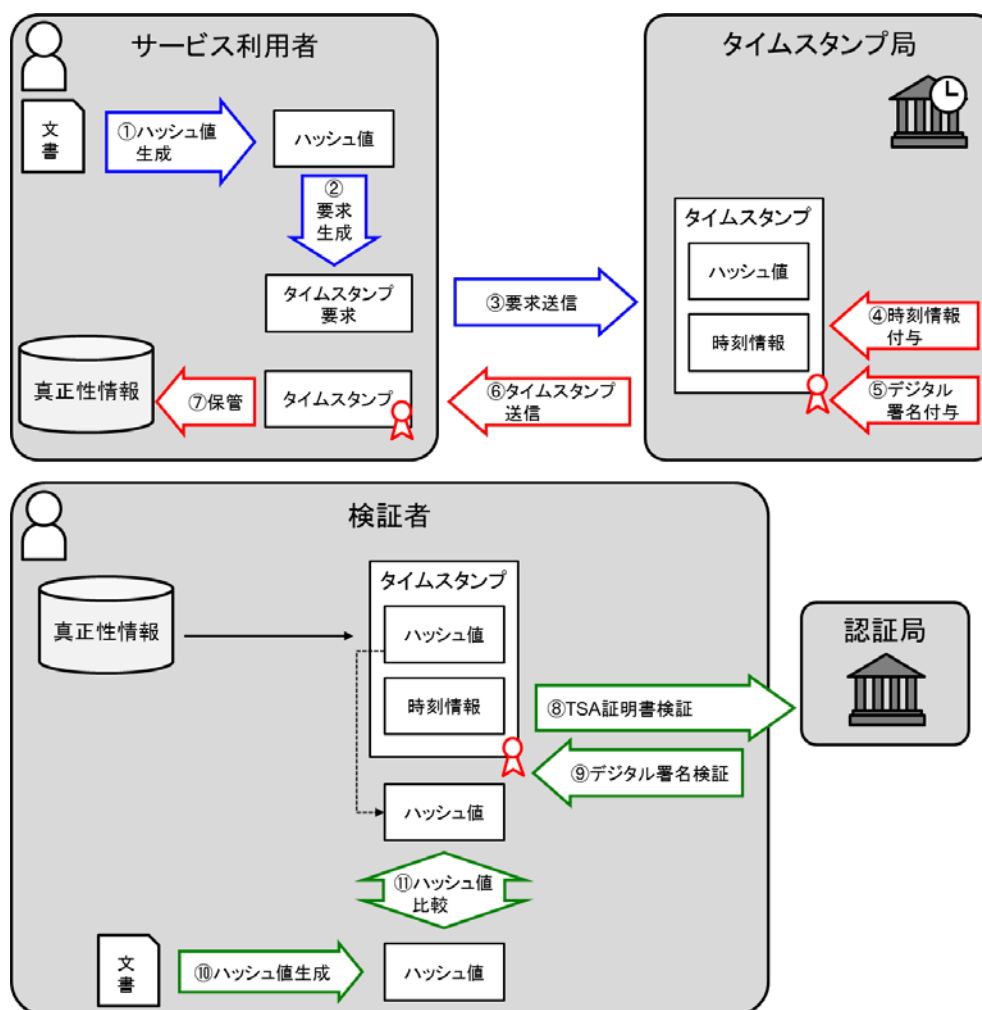 サービス利用者
文
書
①ハッシュ値
生成
ハッシュ値
②
要求
生成
タイムスタンプ
要求
③要求送信
真正性情報
⑦保管
タイムスタンプ
⑥タイムスタンプ
送信
タイムスタンプ局
タイムスタンプ
ハッシュ値
時刻情報
④時刻情報
付与
⑤デジタル
署名付与
検証者
真正性情報
タイムスタンプ
ハッシュ値
時刻情報
⑧TSA証明書検証
⑨デジタル署名検証
認証局
ハッシュ値
⑪ハッシュ値
比較
文
書
⑩ハッシュ値生成
ハッシュ値